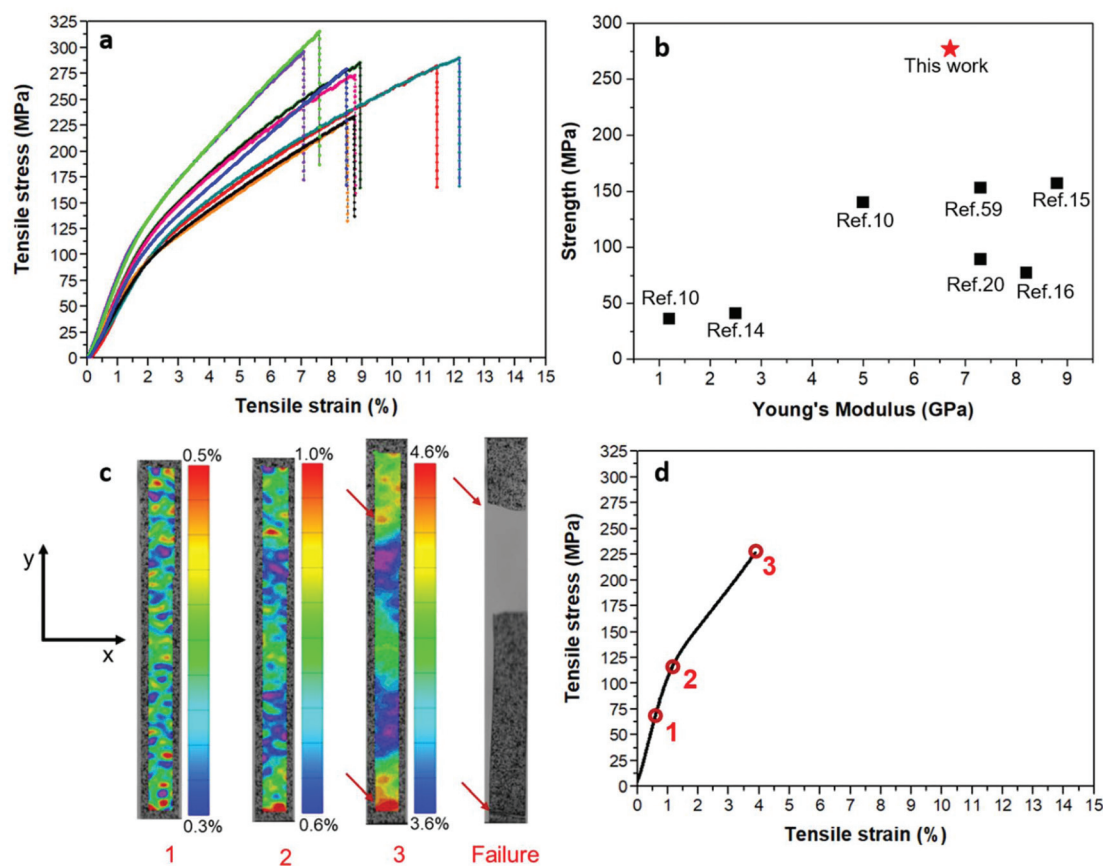 a
325
300
275
250
225
200
175
150
125
100
75
50
25
0
Tensile stress (MPa)
0 1 2 3 4 5 6 7 8 9 10 11 12 13 14 15
Tensile strain (%)
b
300
250
200
150
100
50
0
Strength (MPa)
This work
Ref.10
Ref.59
Ref.15
Ref.20
Ref.16
Ref.10
Ref.14
1 2 3 4 5 6 7 8 9
Young's Modulus (GPa)
c
y
x
0.5%
0.3%
1
1.0%
0.6%
2
4.6%
3.6%
3
Failure
d
325
300
275
250
225
200
175
150
125
100
75
50
25
0
Tensile stress (MPa)
1
2
3
0 1 2 3 4 5 6 7 8 9 10 11 12 13 14 15
Tensile strain (%)